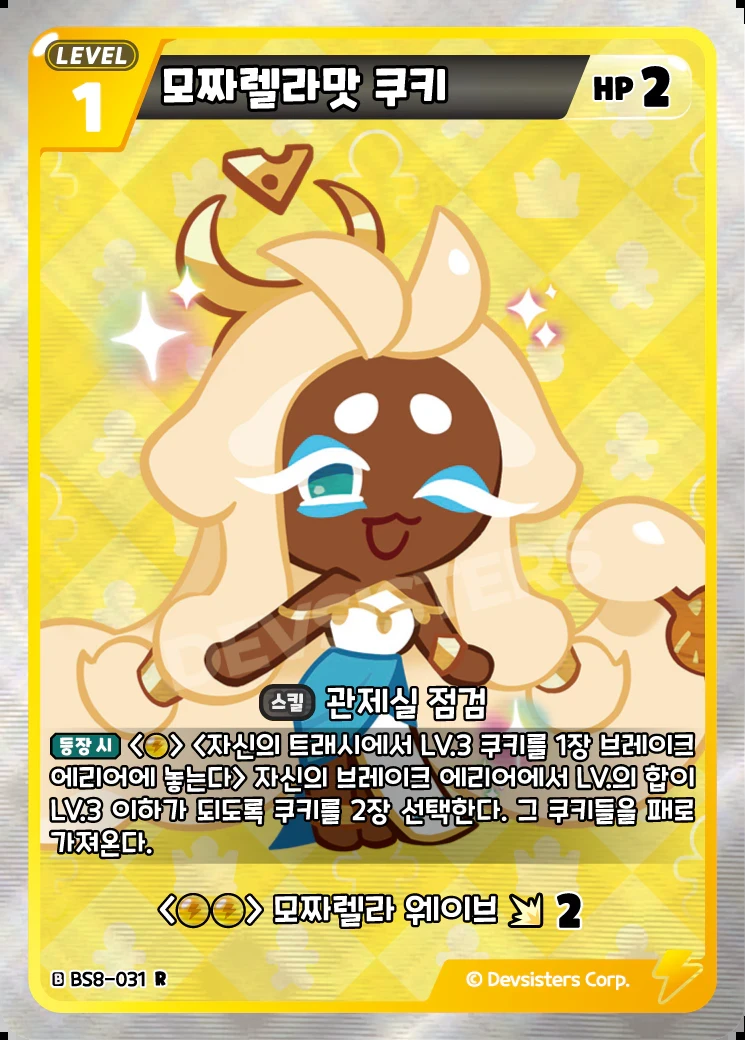 LEVEL
1
모짜렐라맛 쿠키
HP 2
DEVSISTERS
스킬 관제실 점검
등장 시 < > <자신의 트래시에서 LV.3 쿠키를 1장 브레이크
에리어에 놓는다> 자신의 브레이크 에리어에서 LV.의 합이
LV.3 이하가 되도록 쿠키를 2장 선택한다. 그 쿠키들을 패로
가져온다.
< > 모짜렐라 웨이브 2
B BS8-031 R
© Devsisters Corp.